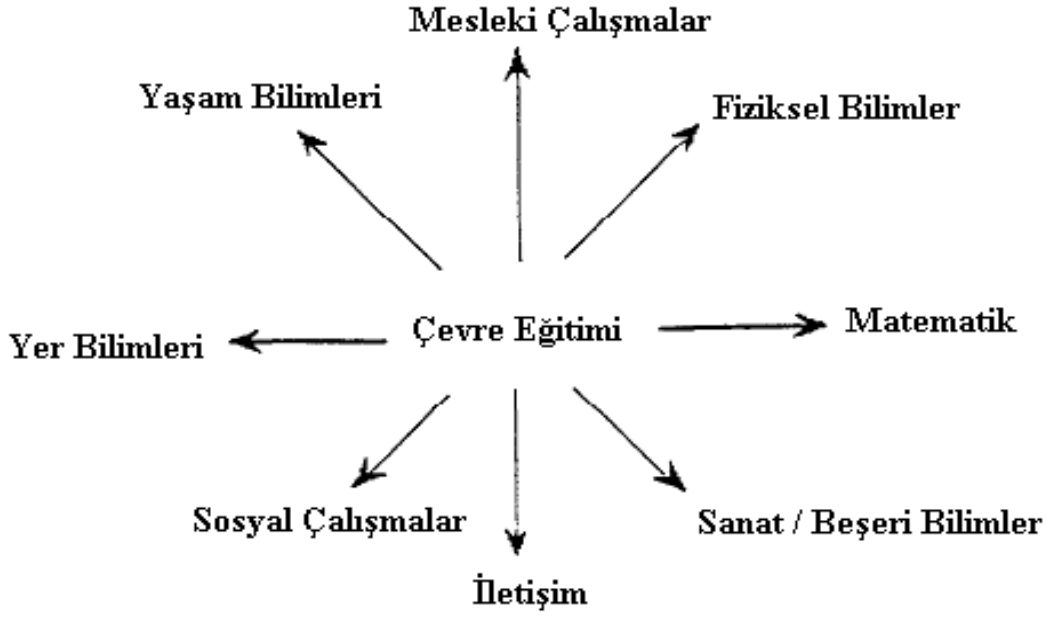 Mesleki Çalışmalar
Yaşam Bilimleri
Fiziksel Bilimler
Çevre Eğitimi
Matematik
Yer Bilimleri
Sosyal Çalışmalar
Sanat / Beşeri Bilimler
İletişim